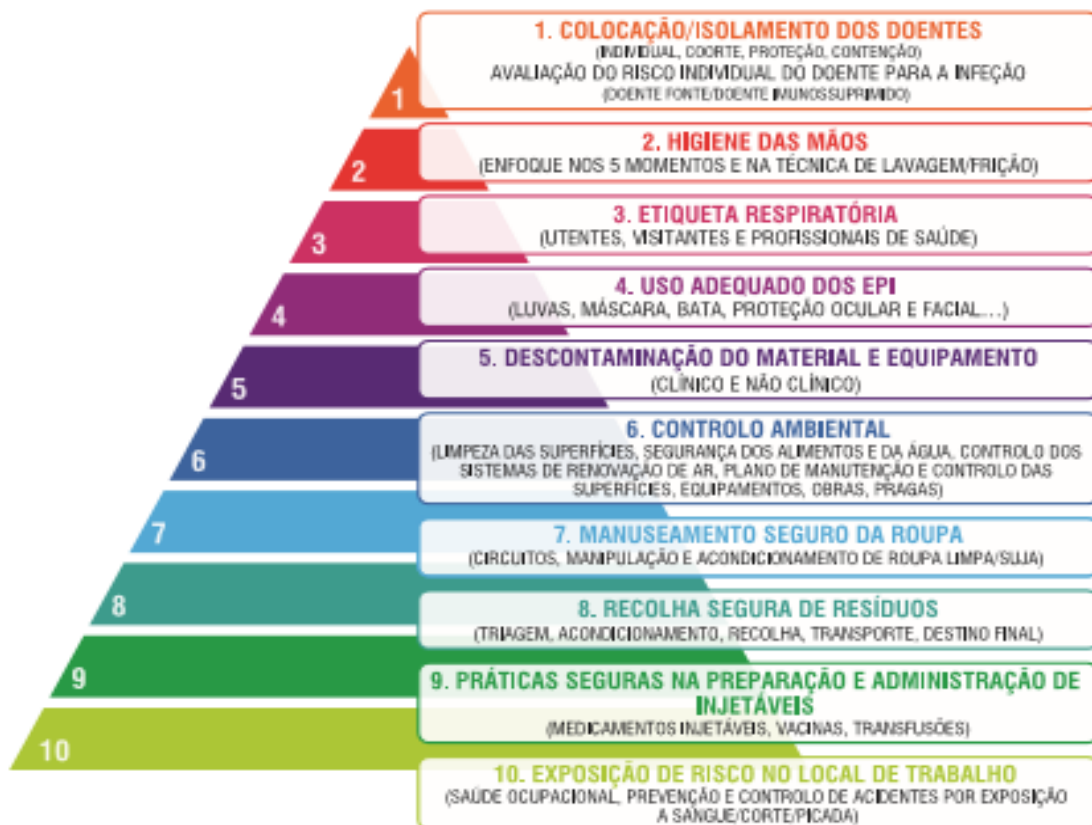 1. COLOCAÇÃO/ISOLAMENTO DOS DOENTES
(INDIVIDUAL, COORTE, PROTEÇÃO, CONTENÇÃO)
AVALIAÇÃO DO RISCO INDIVIDUAL DO DOENTE PARA A INFEÇÃO
(DOENTE FONTE/DOENTE IMUNOSSUPRIMIDO)
1
2. HIGIENE DAS MÃOS
(ENFOQUE NOS 5 MOMENTOS E NA TÉCNICA DE LAVAGEM/FRIÇÃO)
2
3. ETIQUETA RESPIRATÓRIA
(UTENTES, VISITANTES E PROFISSIONAIS DE SAÚDE)
3
4. USO ADEQUADO DOS EPI
(LUVAS, MÁSCARA, BATA, PROTEÇÃO OCULAR E FACIAL...)
4
5. DESCONTAMINAÇÃO DO MATERIAL E EQUIPAMENTO
(CLÍNICO E NÃO CLÍNICO)
5
6. CONTROLO AMBIENTAL
(LIMPEZA DAS SUPERFÍCIES, SEGURANÇA DOS ALIMENTOS E DA ÁGUA, CONTROLO DOS
SISTEMAS DE RENOVAÇÃO DE AR, PLANO DE MANUTENÇÃO E CONTROLO DAS
SUPERFÍCIES, EQUIPAMENTOS, OBRAS, PRAGAS)
6
7. MANUSEAMENTO SEGURO DA ROUPA
(CIRCUITOS, MANIPULAÇÃO E ACONDICIONAMENTO DE ROUPA LIMPA/SUJA)
7
8. RECOLHA SEGURA DE RESÍDUOS
(TRIAGEM, ACONDICIONAMENTO, RECOLHA, TRANSPORTE, DESTINO FINAL)
8
9. PRÁTICAS SEGURAS NA PREPARAÇÃO E ADMINISTRAÇÃO DE
INJETÁVEIS
(MEDICAMENTOS INJETÁVEIS, VACINAS, TRANSFUSÕES)
9
10. EXPOSIÇÃO DE RISCO NO LOCAL DE TRABALHO
(SAÚDE OCUPACIONAL, PREVENÇÃO E CONTROLO DE ACIDENTES POR EXPOSIÇÃO
A SANGUE/CORTE/PICADA)
10